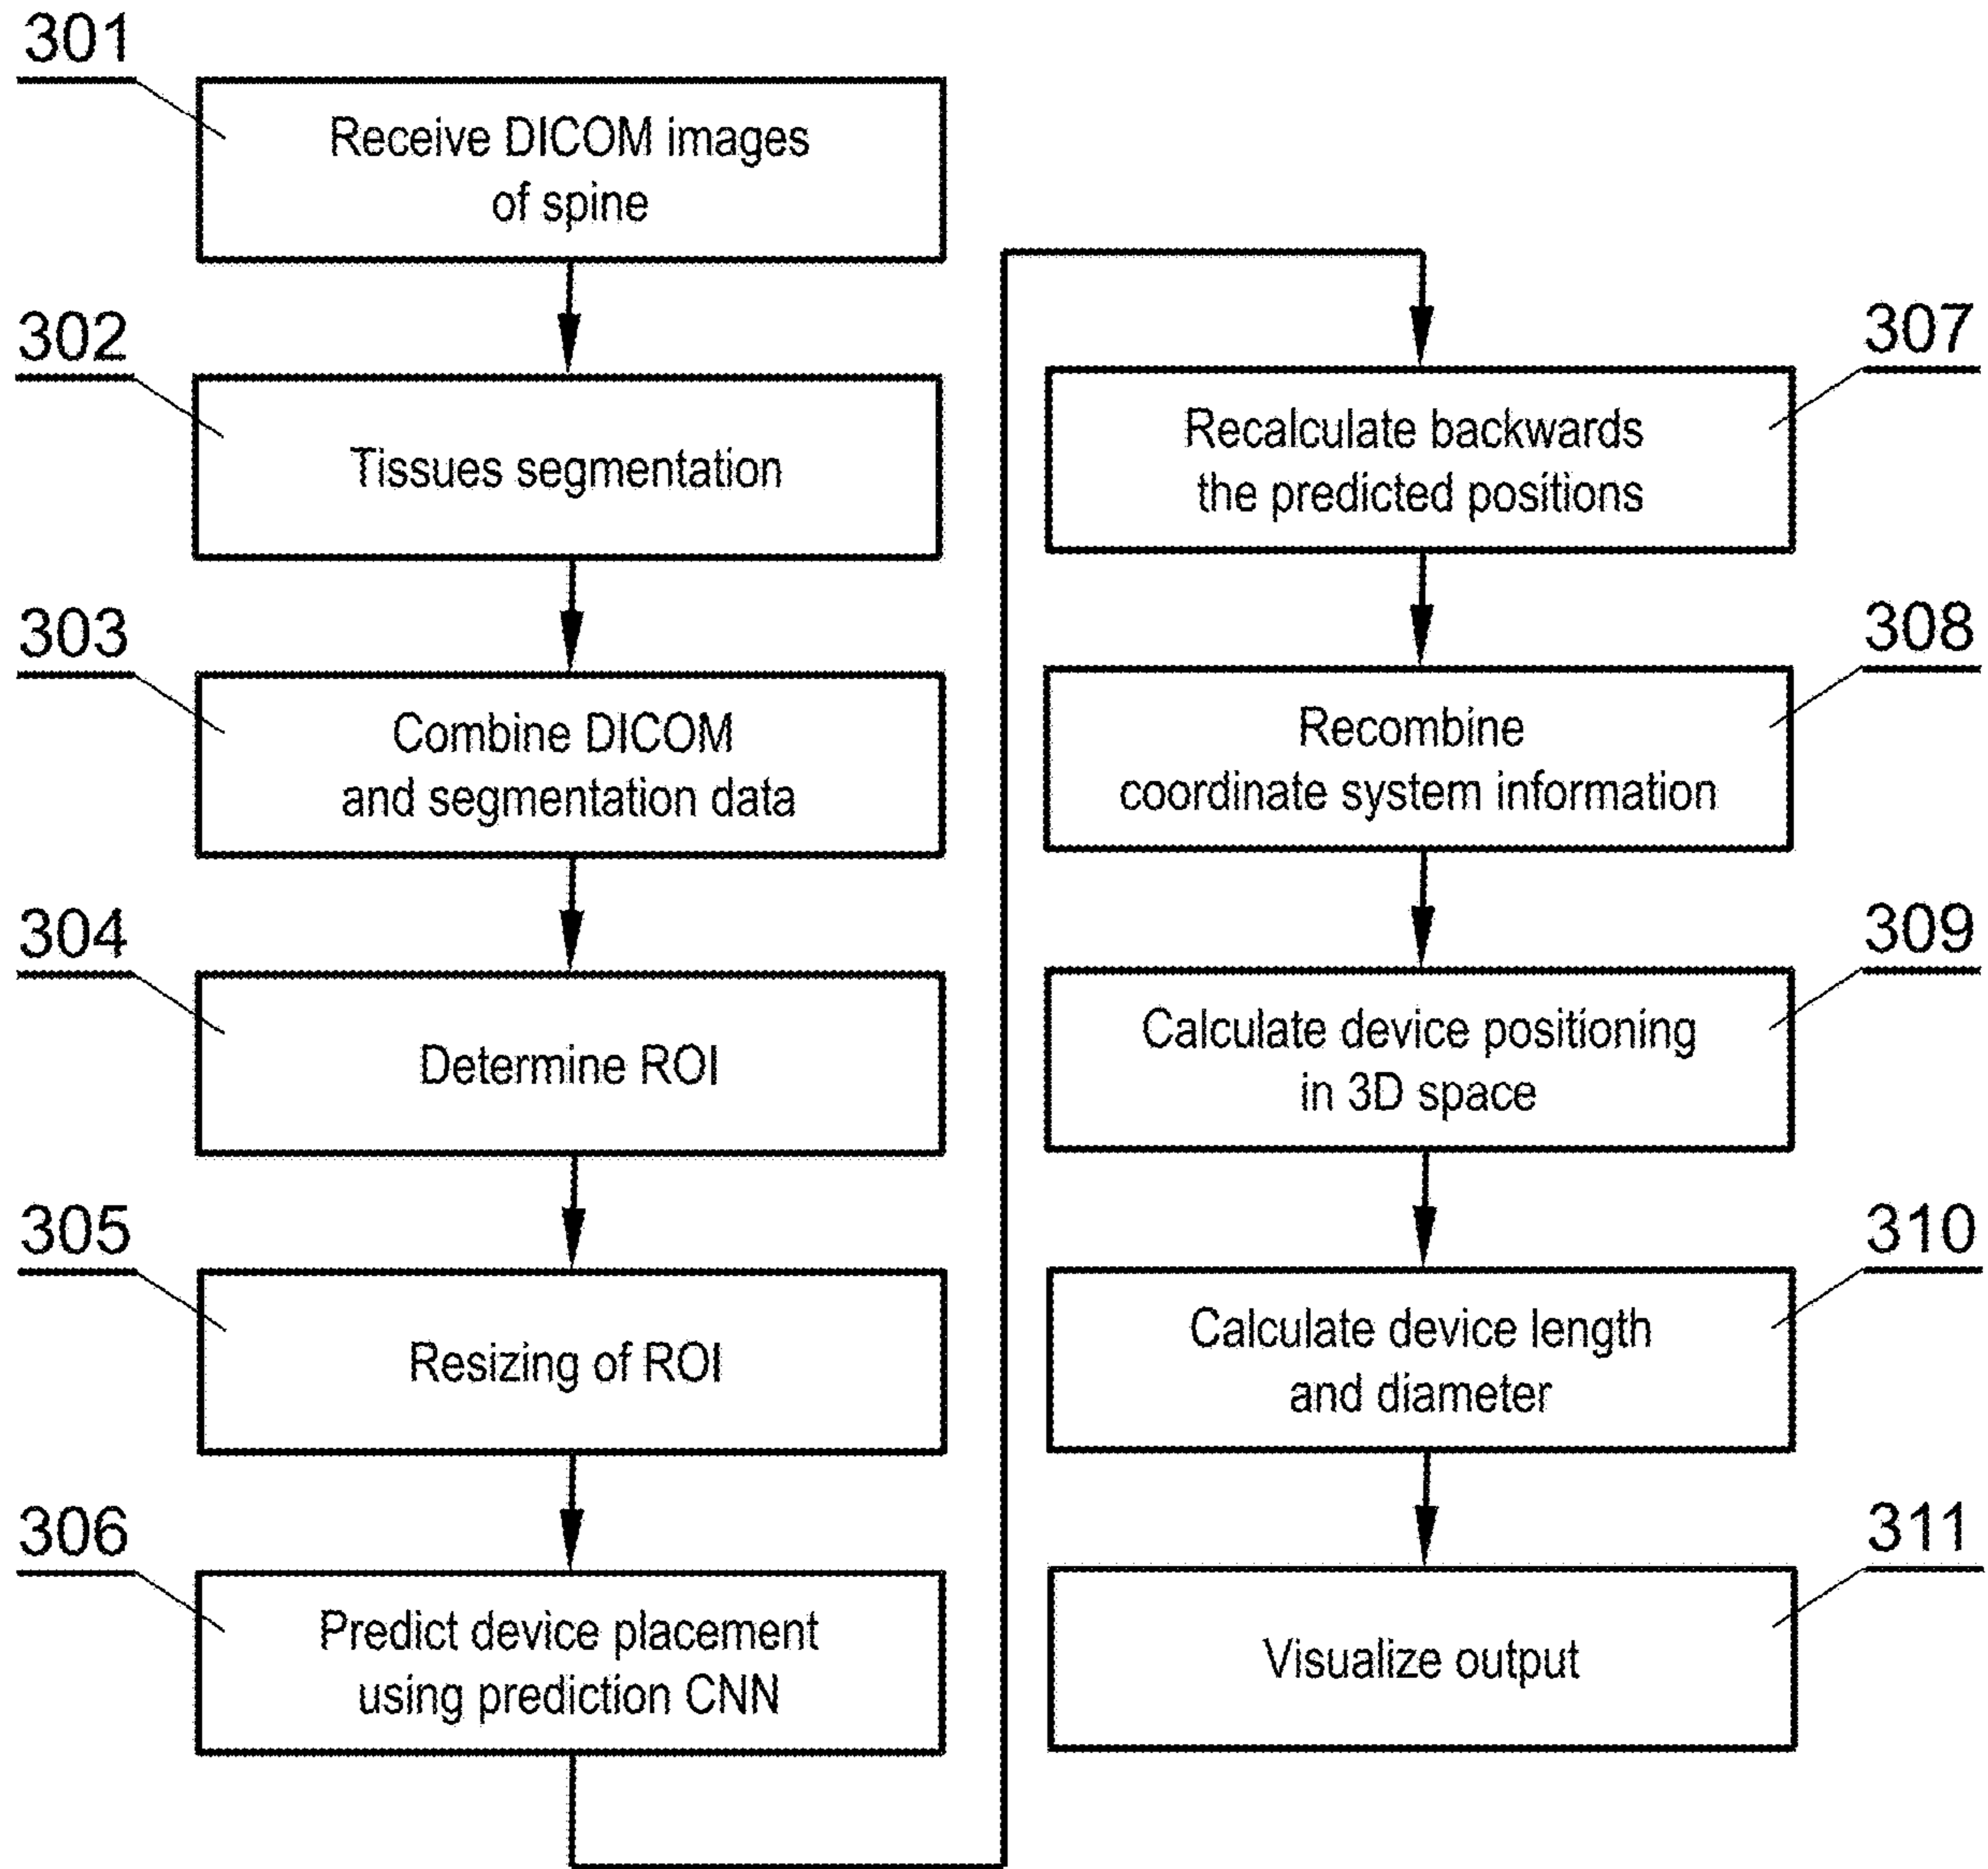 301
Receive DICOM images
of spine
302
Tissues segmentation
303
Combine DICOM
and segmentation data
304
Determine ROI
305
Resizing of ROI
306
Predict device placement
using prediction CNN
307
Recalculate backwards
the predicted positions
308
Recombine
coordinate system information
309
Calculate device positioning
in 3D space
310
Calculate device length
and diameter
311
Visualize output